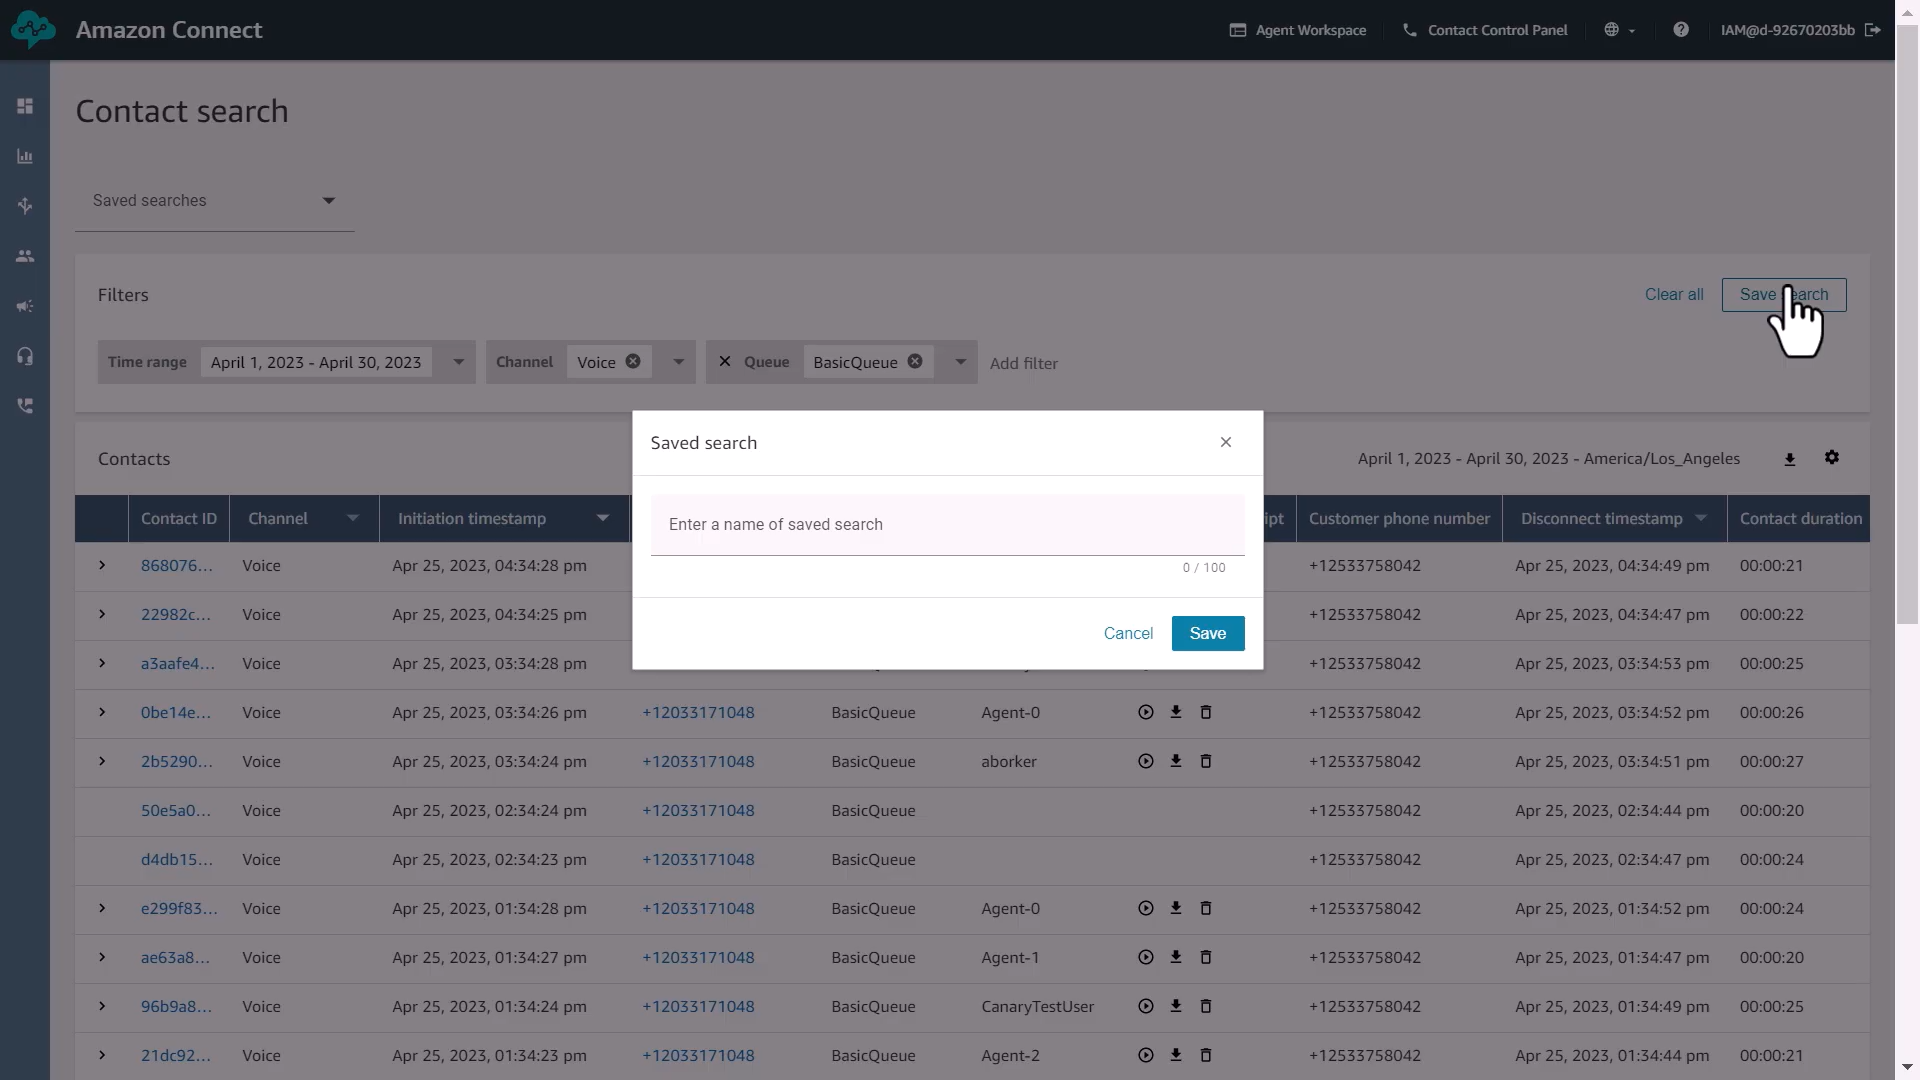 Amazon Connect
Agent Workspace
Contact Control Panel
IAM@d-92670203bb
Contact search
Saved searches
Filters
Clear all
Save search
Time range April 1, 2023 - April 30, 2023
Channel Voice
Queue BasicQueue
Add filter
Contacts
April 1, 2023 - April 30, 2023 - America/Los_Angeles
Saved search
Enter a name of saved search
0 / 100
Cancel
Save
Contact ID Channel Initiation timestamp Customer phone number Disconnect timestamp Contact duration
868076... Voice Apr 25, 2023, 04:34:28 pm +12533758042 Apr 25, 2023, 04:34:49 pm 00:00:21
22982c... Voice Apr 25, 2023, 04:34:25 pm +12533758042 Apr 25, 2023, 04:34:47 pm 00:00:22
a3aafe4... Voice Apr 25, 2023, 03:34:28 pm +12533758042 Apr 25, 2023, 03:34:53 pm 00:00:25
0be14e... Voice Apr 25, 2023, 03:34:26 pm +12033171048 BasicQueue Agent-0 +12533758042 Apr 25, 2023, 03:34:52 pm 00:00:26
2b5290... Voice Apr 25, 2023, 03:34:24 pm +12033171048 BasicQueue aborker +12533758042 Apr 25, 2023, 03:34:51 pm 00:00:27
50e5a0... Voice Apr 25, 2023, 02:34:24 pm +12033171048 BasicQueue +12533758042 Apr 25, 2023, 02:34:44 pm 00:00:20
d4db15... Voice Apr 25, 2023, 02:34:23 pm +12033171048 BasicQueue +12533758042 Apr 25, 2023, 02:34:47 pm 00:00:24
e299f83... Voice Apr 25, 2023, 01:34:28 pm +12033171048 BasicQueue Agent-0 +12533758042 Apr 25, 2023, 01:34:52 pm 00:00:24
ae63a8... Voice Apr 25, 2023, 01:34:27 pm +12033171048 BasicQueue Agent-1 +12533758042 Apr 25, 2023, 01:34:47 pm 00:00:20
96b9a8... Voice Apr 25, 2023, 01:34:24 pm +12033171048 BasicQueue CanaryTestUser +12533758042 Apr 25, 2023, 01:34:49 pm 00:00:25
21dc92... Voice Apr 25, 2023, 01:34:23 pm +12033171048 BasicQueue Agent-2 +12533758042 Apr 25, 2023, 01:34:44 pm 00:00:21